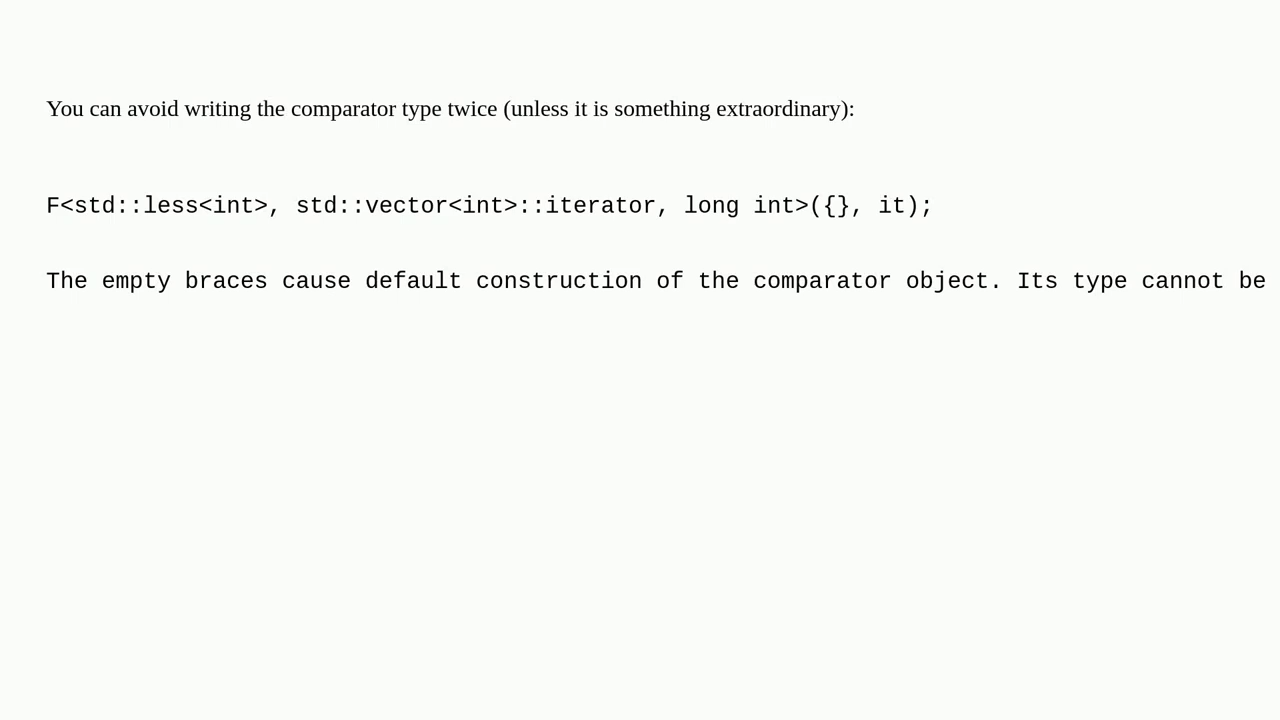 You can avoid writing the comparator type twice (unless it is something extraordinary):
F<std::less<int>, std::vector<int>::iterator, long int>({}, it);
The empty braces cause default construction of the comparator object. Its type cannot be